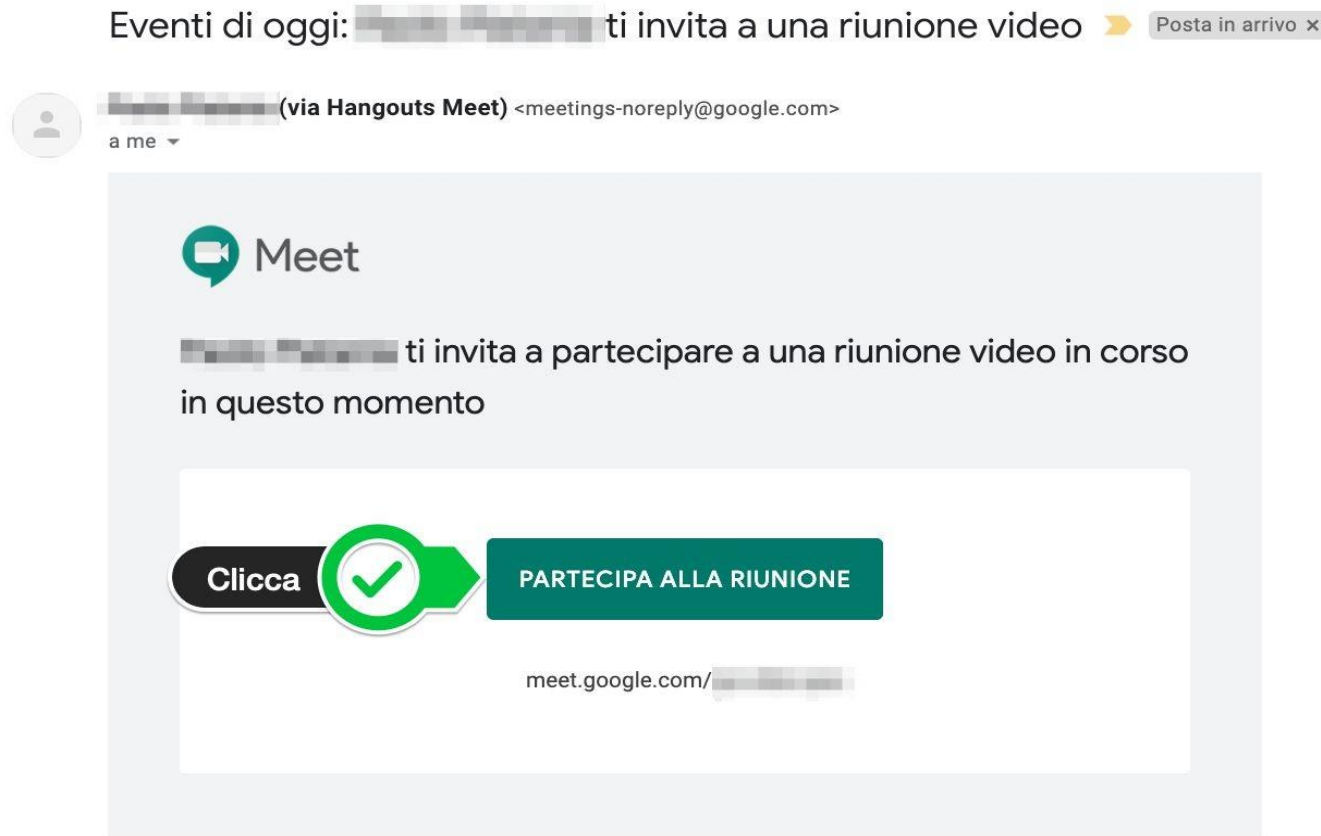 Eventi di oggi: ti invita a una riunione video Posta in arrivo ×
(via Hangouts Meet) <meetings-noreply@google.com>
a me
Meet
ti invita a partecipare a una riunione video in corso
in questo momento
Clicca PARTECIPA ALLA RIUNIONE
meet.google.com/